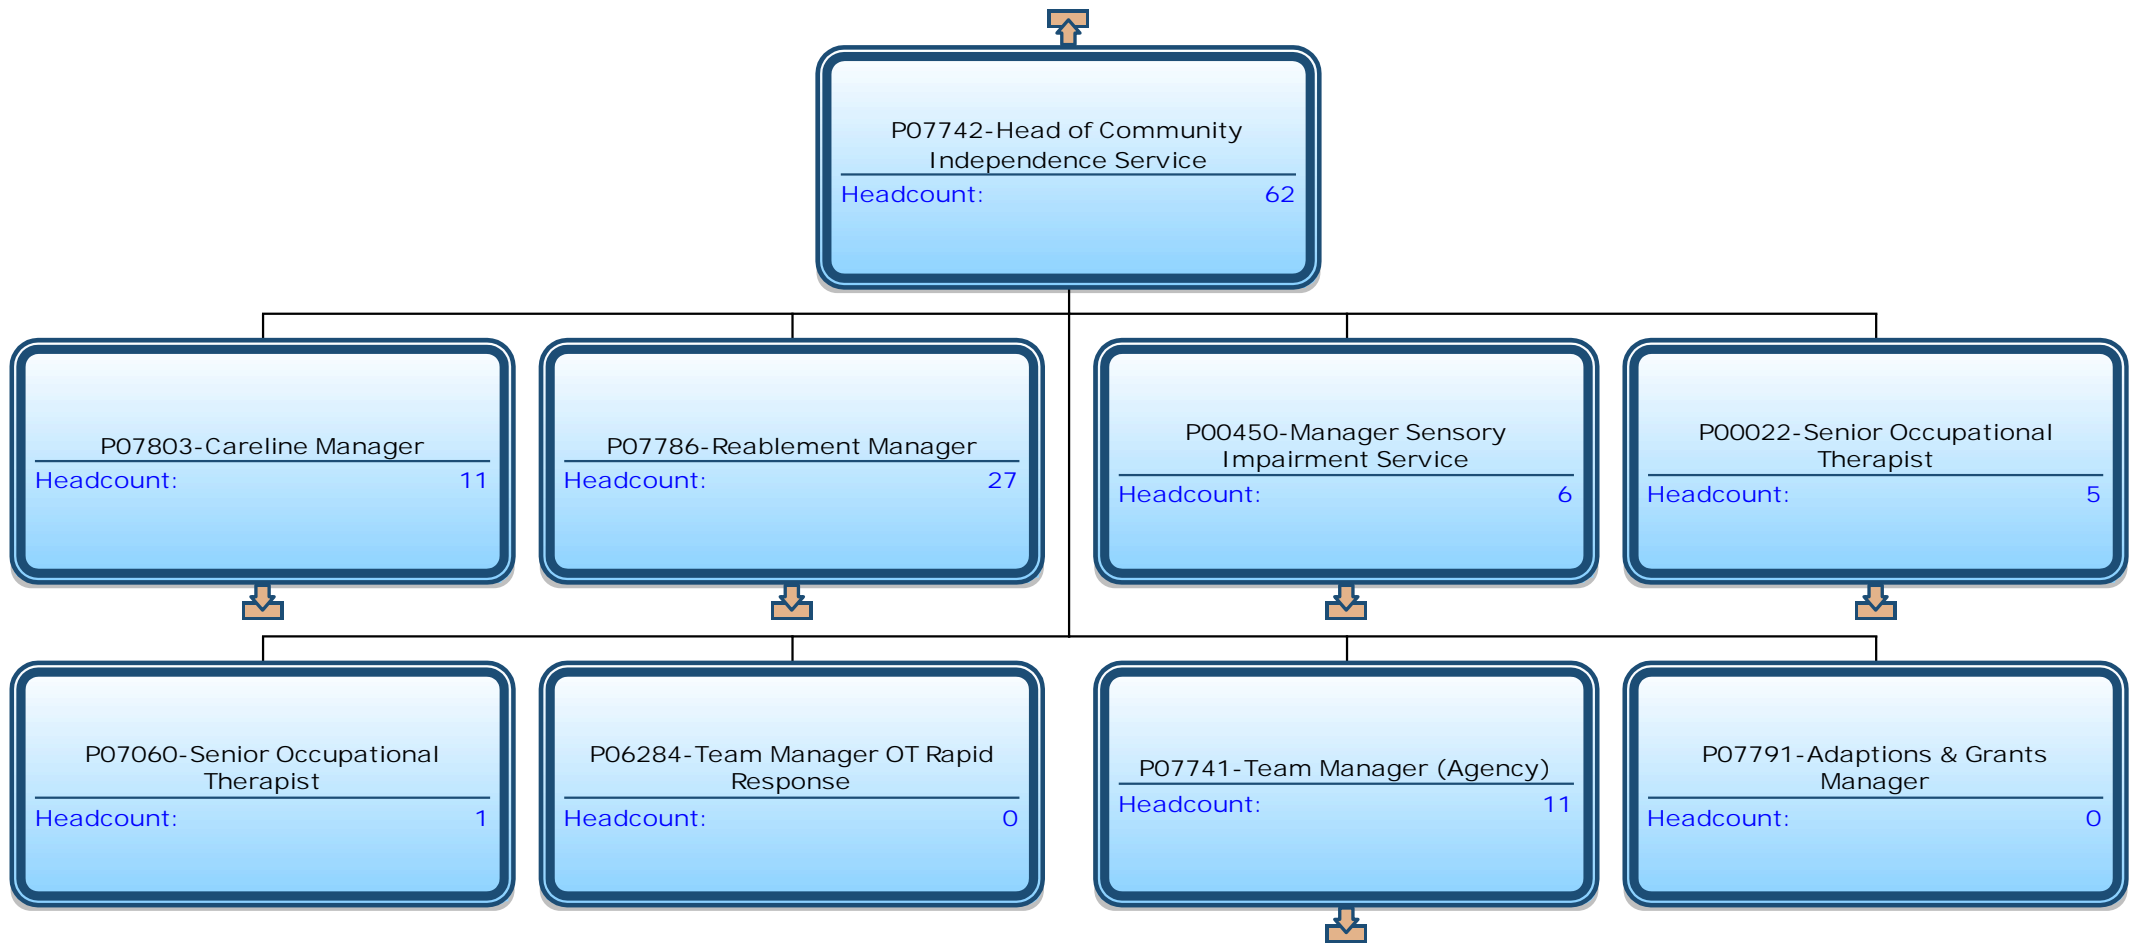 P07742-Head of Community
Independence Service
Headcount: 62
P07803-Careline Manager
Headcount: 11
P07786-Reablement Manager
Headcount: 27
P00450-Manager Sensory
Impairment Service
Headcount: 6
P00022-Senior Occupational
Therapist
Headcount: 5
P07060-Senior Occupational
Therapist
Headcount: 1
P06284-Team Manager OT Rapid
Response
Headcount: 0
P07741-Team Manager (Agency)
Headcount: 11
P07791-Adaptions & Grants
Manager
Headcount: 0